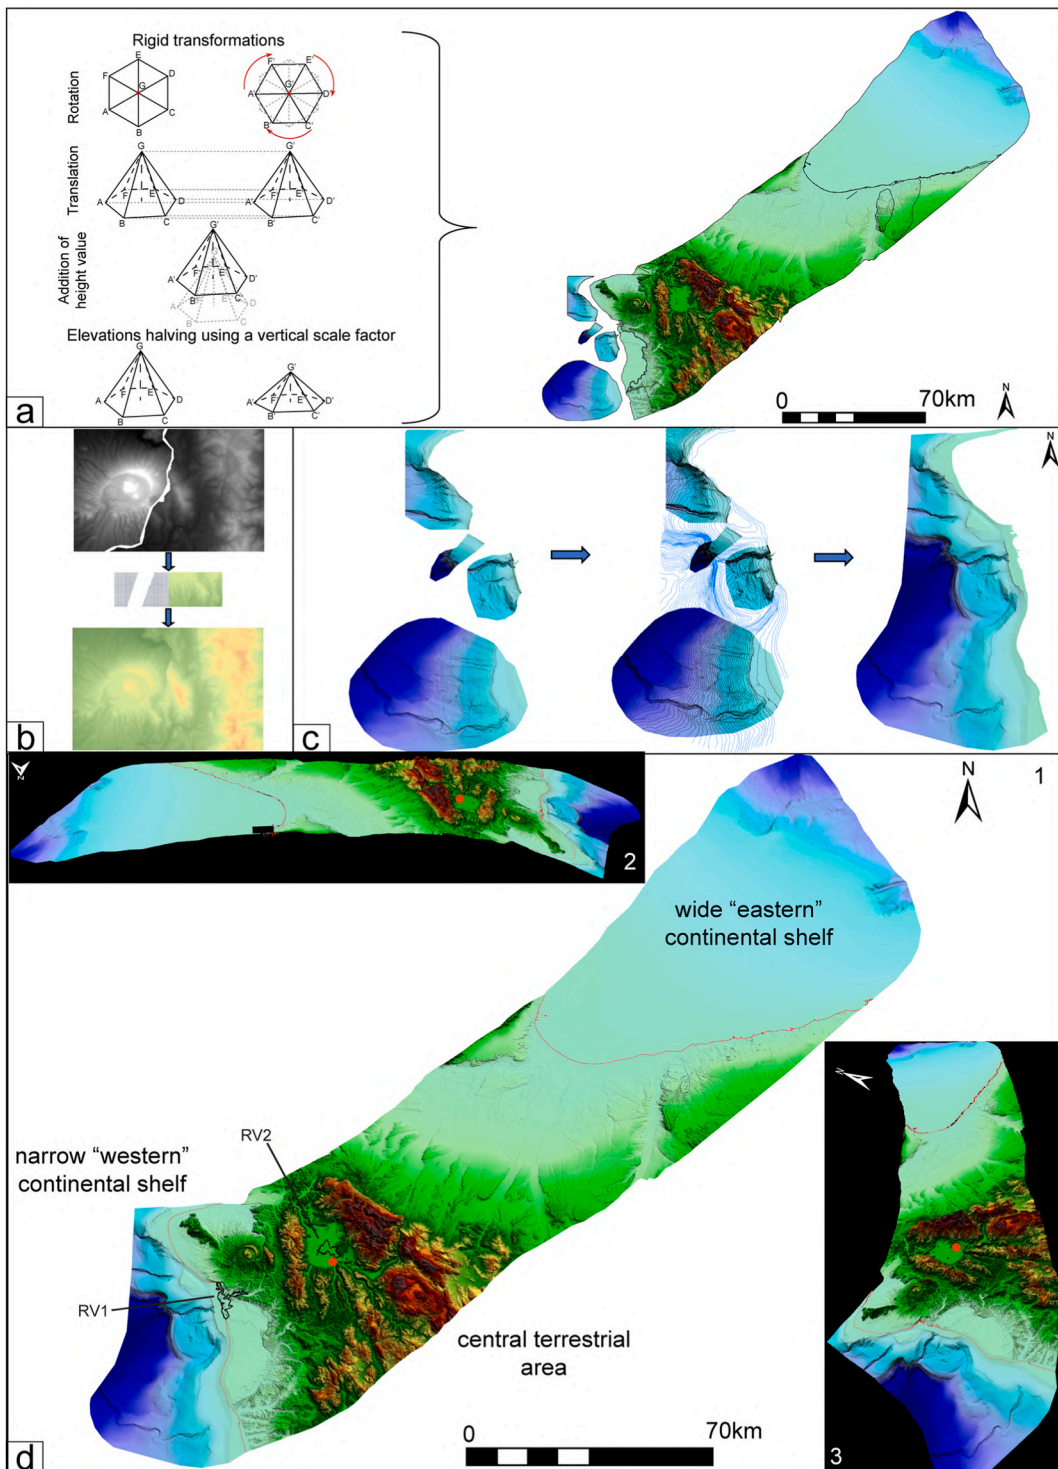 Rigid transformations
Rotation
E
F
D
G
A
C
B
F'
E'
A'
G'
D'
B'
C'
Translation
G
F
E
A
D
B
C
G'
F'
E'
A'
D'
B'
C'
Addition of
height value
G'
F'
E'
A'
D'
B'
C'
A
E
D
B
C
Elevations halving using a vertical scale factor
G
F
E
A
D
B
C
G'
F'
E'
A'
D'
B'
C'
a
0
70km
N
b
c
N
d
1
N
2
N
wide “eastern”
continental shelf
RV2
narrow “western”
continental shelf
RV1
central terrestrial
area
0
70km
N
3